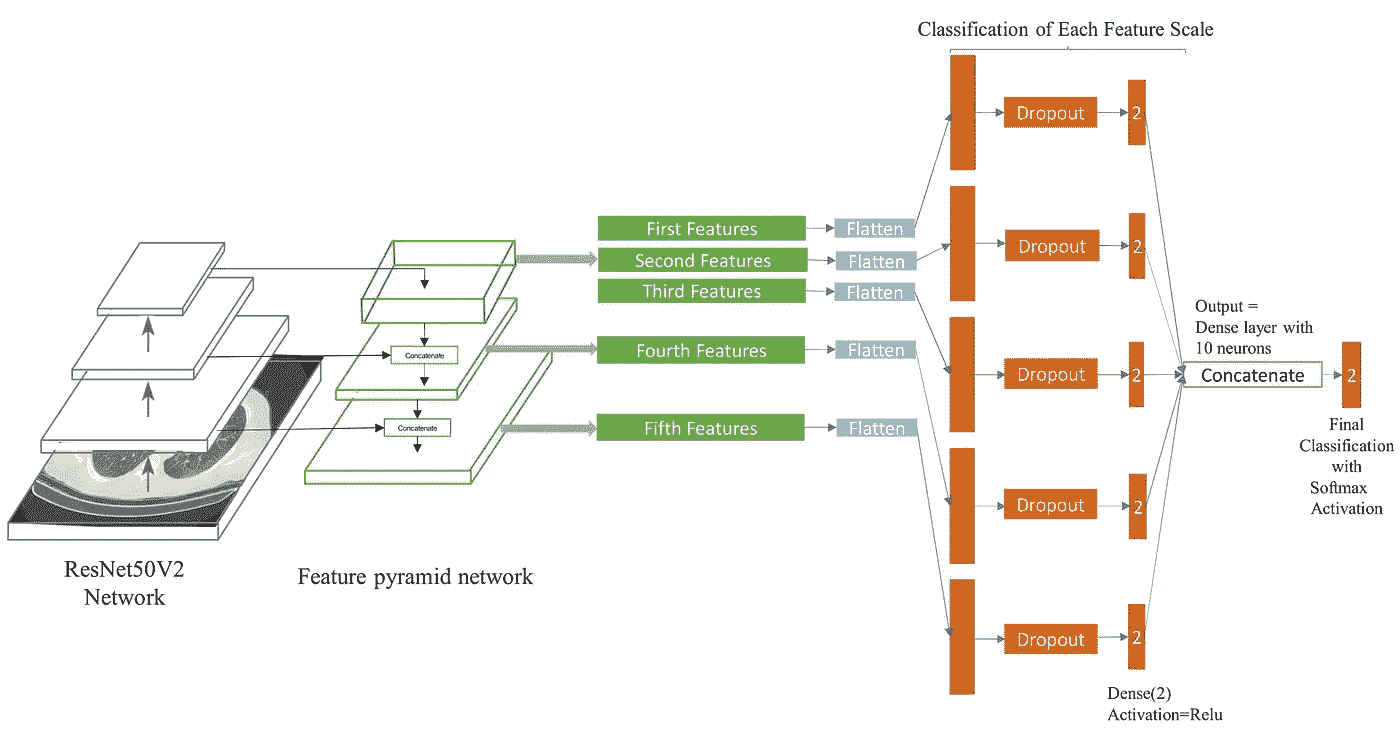 Classification of Each Feature Scale
Dropout
2
First Features
Flatten
Second Features
Flatten
Dropout
2
Third Features
Flatten
Output =
Dense layer with
10 neurons
Concatenate
Fourth Features
Flatten
Dropout
2
Concatenate
2
Concatenate
Fifth Features
Flatten
Final
Classification
with
Softmax
Activation
Dropout
2
ResNet50V2
Network
Feature pyramid network
Dropout
2
Dense(2)
Activation=Relu